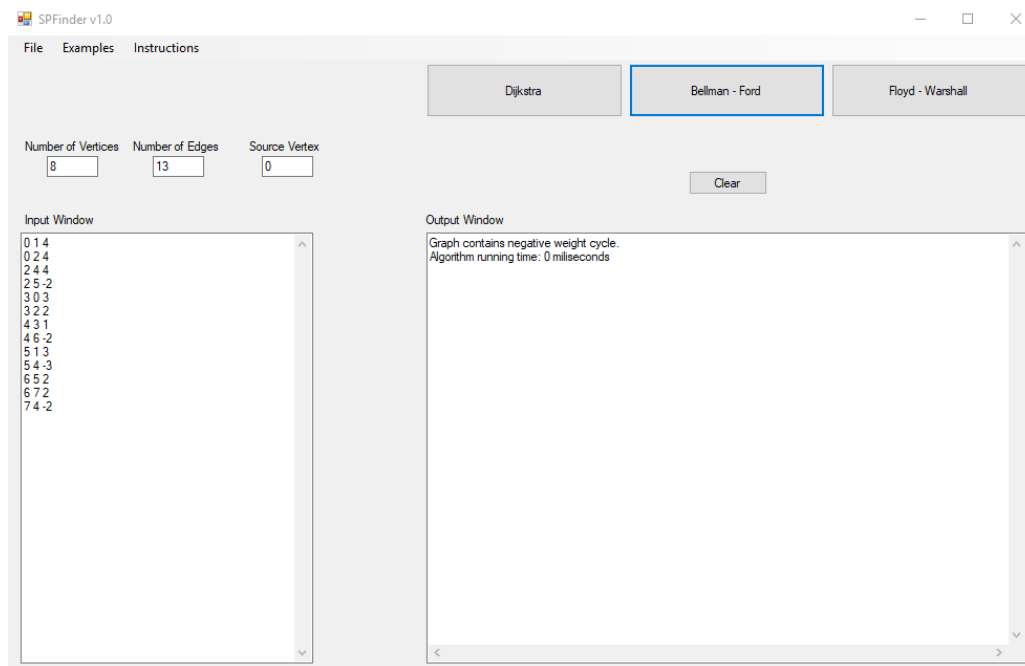 SPFinder v1.0
File Examples Instructions
Dijkstra Bellman - Ford Floyd - Warshall
Number of Vertices Number of Edges Source Vertex
8 13 0
Clear
Input Window
0 1 4
0 2 4
2 4 4
2 5 -2
3 0 3
3 2 2
4 3 1
4 6 -2
5 1 3
5 4 -3
6 5 2
6 7 2
7 4 -2
Output Window
Graph contains negative weight cycle.
Algorithm running time: 0 miliseconds